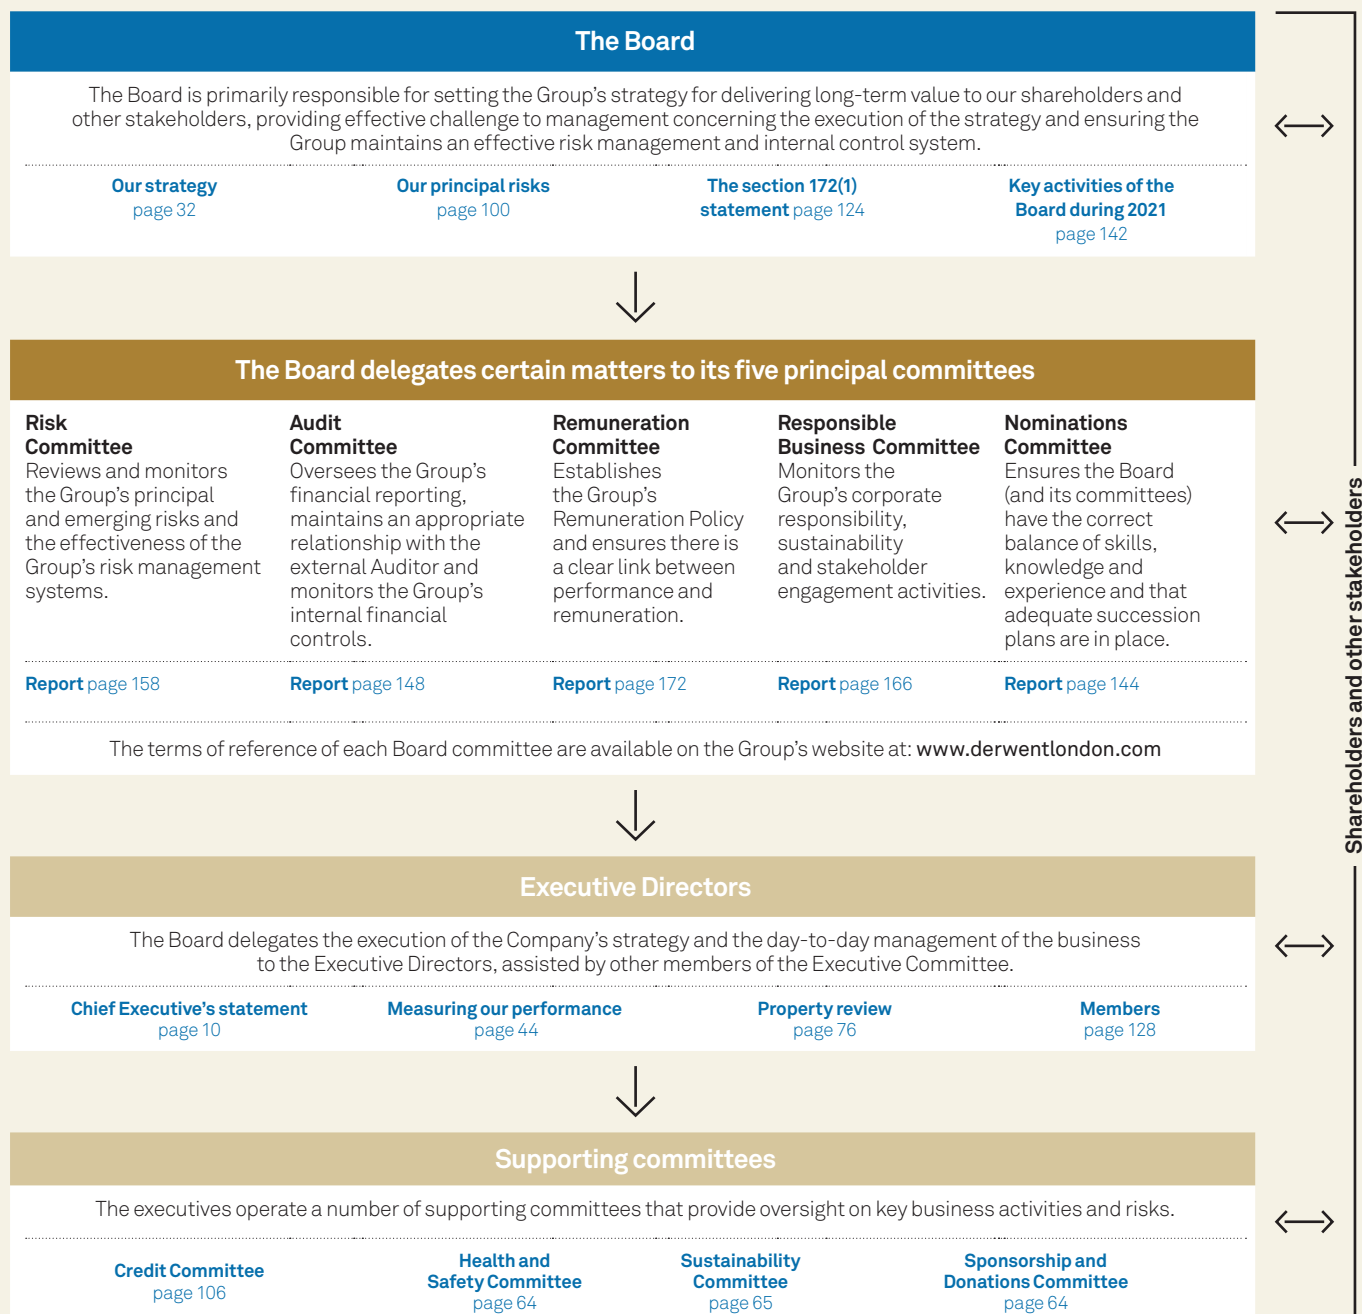 The Board
The Board is primarily responsible for setting the Group's strategy for delivering long-term value to our shareholders and
other stakeholders, providing effective challenge to management concerning the execution of the strategy and ensuring the
Group maintains an effective risk management and internal control system.
Our strategy
page 32
Our principal risks
page 100
The section 172(1)
statement page 124
Key activities of the
Board during 2021
page 142
The Board delegates certain matters to its five principal committees
Risk
Committee
Reviews and monitors
the Group's principal
and emerging risks and
the effectiveness of the
Group's risk management
systems.
Report page 158
Audit
Committee
Oversees the Group's
financial reporting,
maintains an appropriate
relationship with the
external Auditor and
monitors the Group's
internal financial
controls.
Report page 148
Remuneration
Committee
Establishes
the Group's
Remuneration Policy
and ensures there is
a clear link between
performance and
remuneration.
Report page 172
Responsible
Business Committee
Monitors the
Group's corporate
responsibility,
sustainability
and stakeholder
engagement activities.
Report page 166
Nominations
Committee
Ensures the Board
(and its committees)
have the correct
balance of skills,
knowledge and
experience and that
adequate succession
plans are in place.
Report page 144
The terms of reference of each Board committee are available on the Group's website at: www.derwentlondon.com
Executive Directors
The Board delegates the execution of the Company's strategy and the day-to-day management of the business
to the Executive Directors, assisted by other members of the Executive Committee.
Chief Executive's statement
page 10
Measuring our performance
page 44
Property review
page 76
Members
page 128
Supporting committees
The executives operate a number of supporting committees that provide oversight on key business activities and risks.
Credit Committee
page 106
Health and
Safety Committee
page 64
Sustainability
Committee
page 65
Sponsorship and
Donations Committee
page 64
Shareholders and other stakeholders